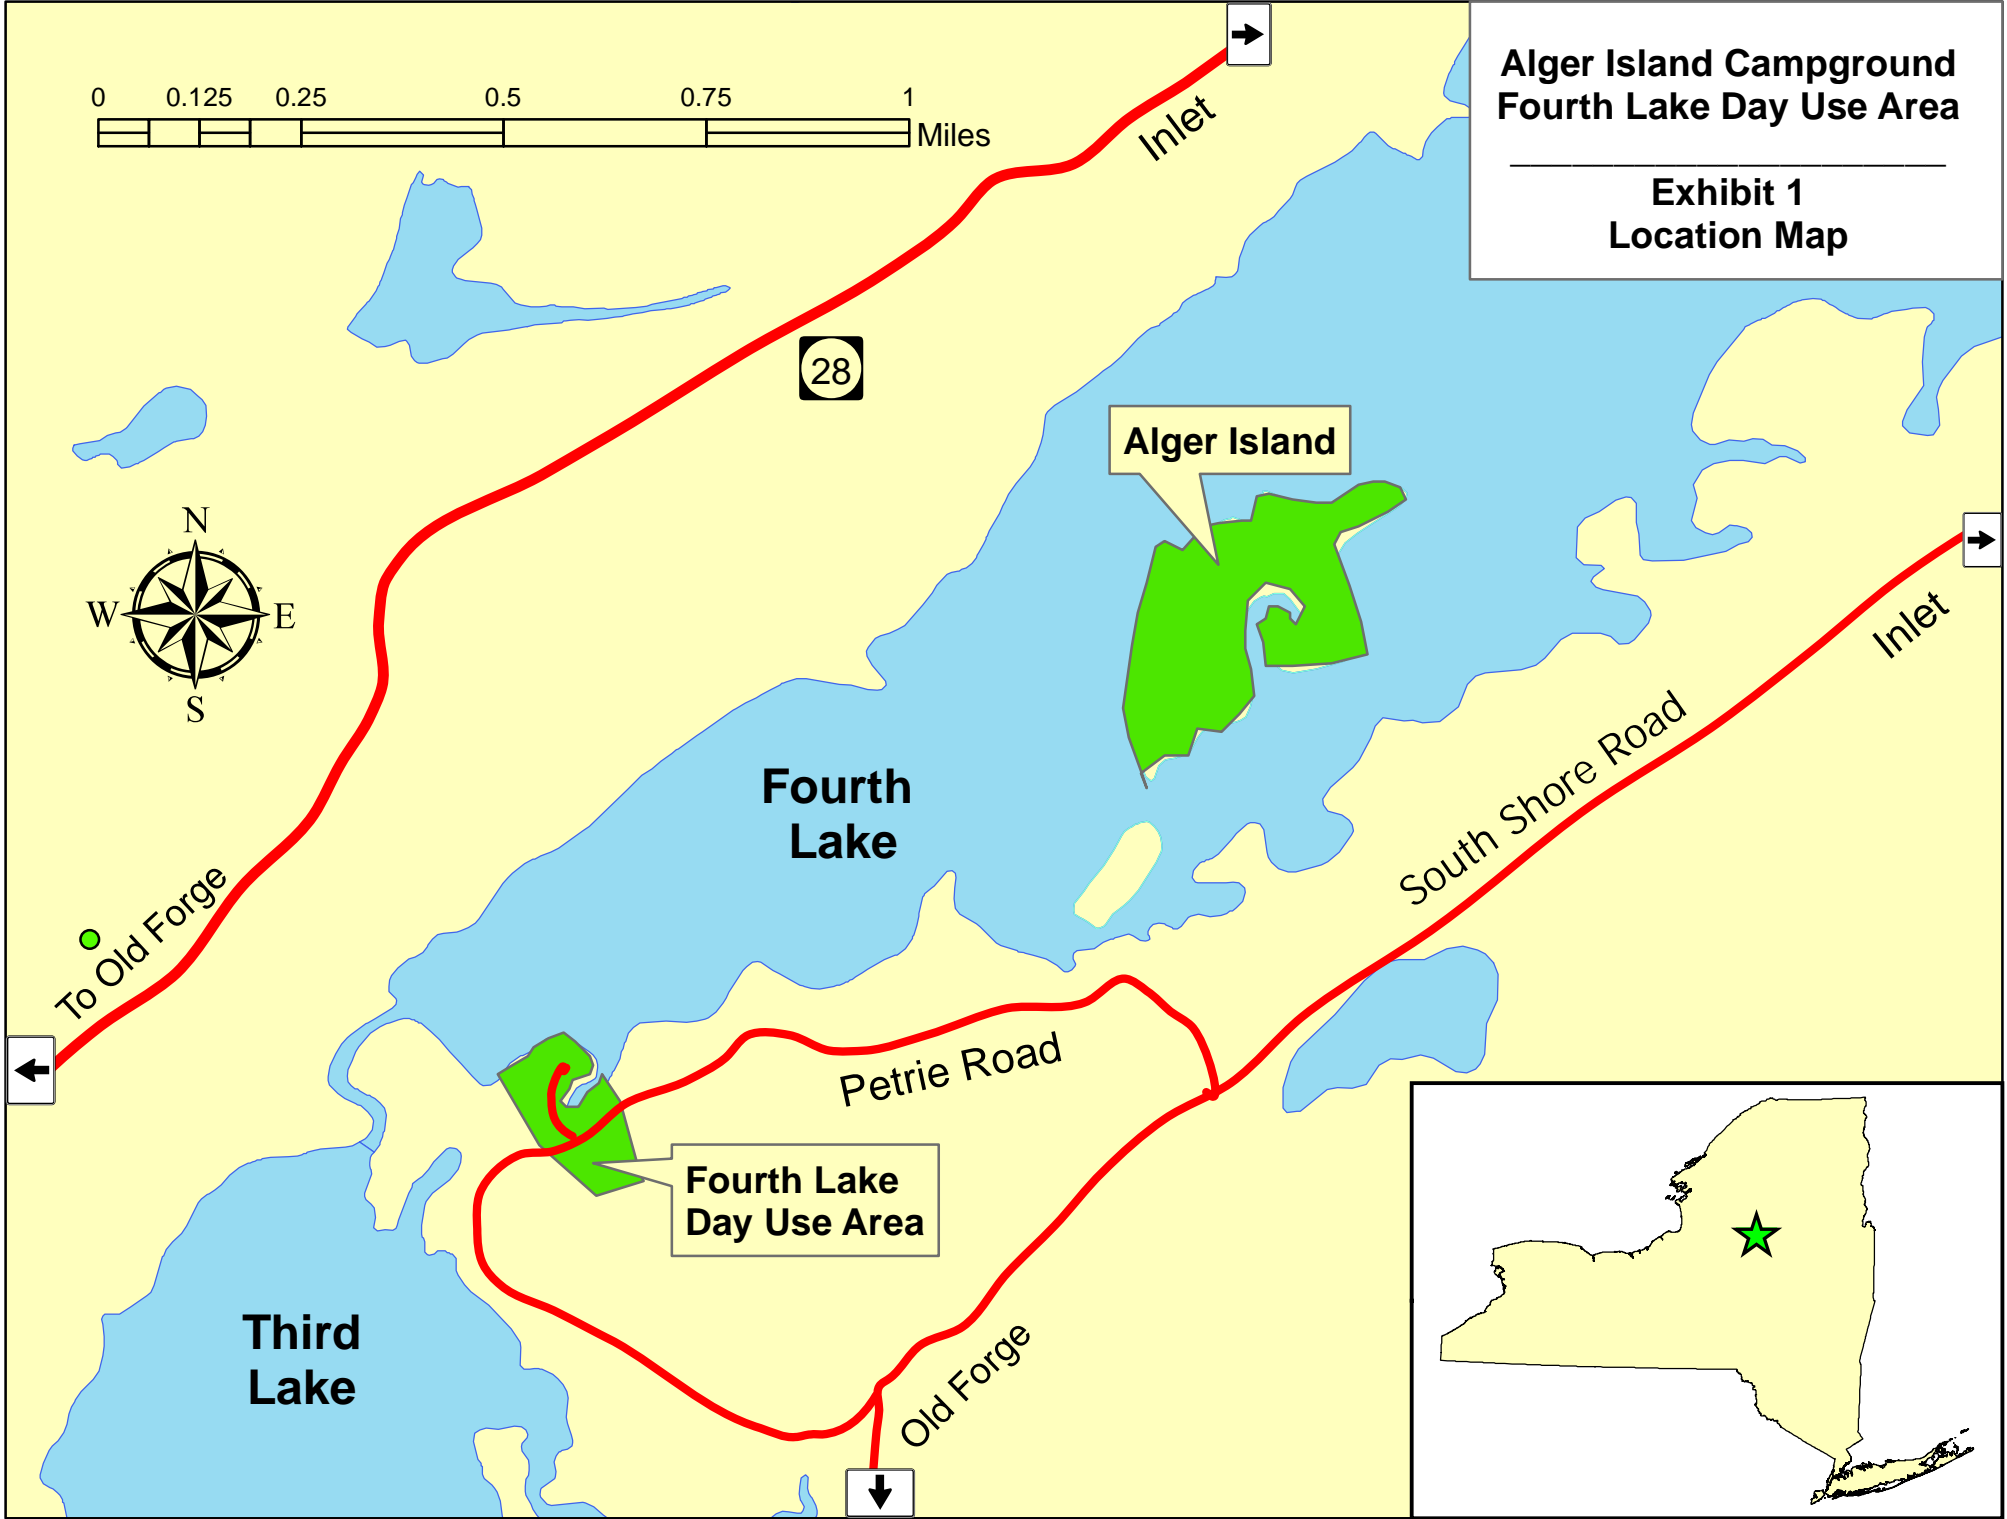 Alger Island Campground
Fourth Lake Day Use Area
Exhibit 1
Location Map
0 0.125 0.25 0.5 0.75 1
Miles
Inlet
28
Alger Island
N
W E
S
Inlet
South Shore Road
Fourth
Lake
To Old Forge
Petrie Road
Fourth Lake
Day Use Area
Third
Lake
Old Forge